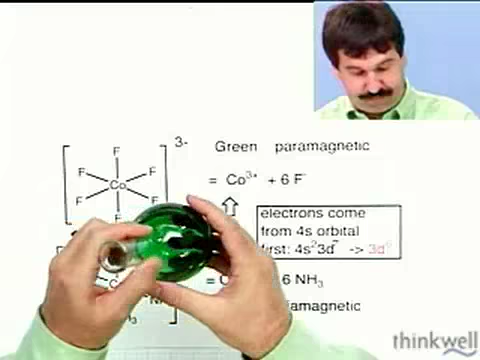 3-
Green paramagnetic
F
F F
Co
F F
F
= Co³⁺ + 6 F⁻
electrons come
from 4s orbital
first: 4s²3d⁷ -> 3d⁶
6 NH₃
amagnetic
thinkwell